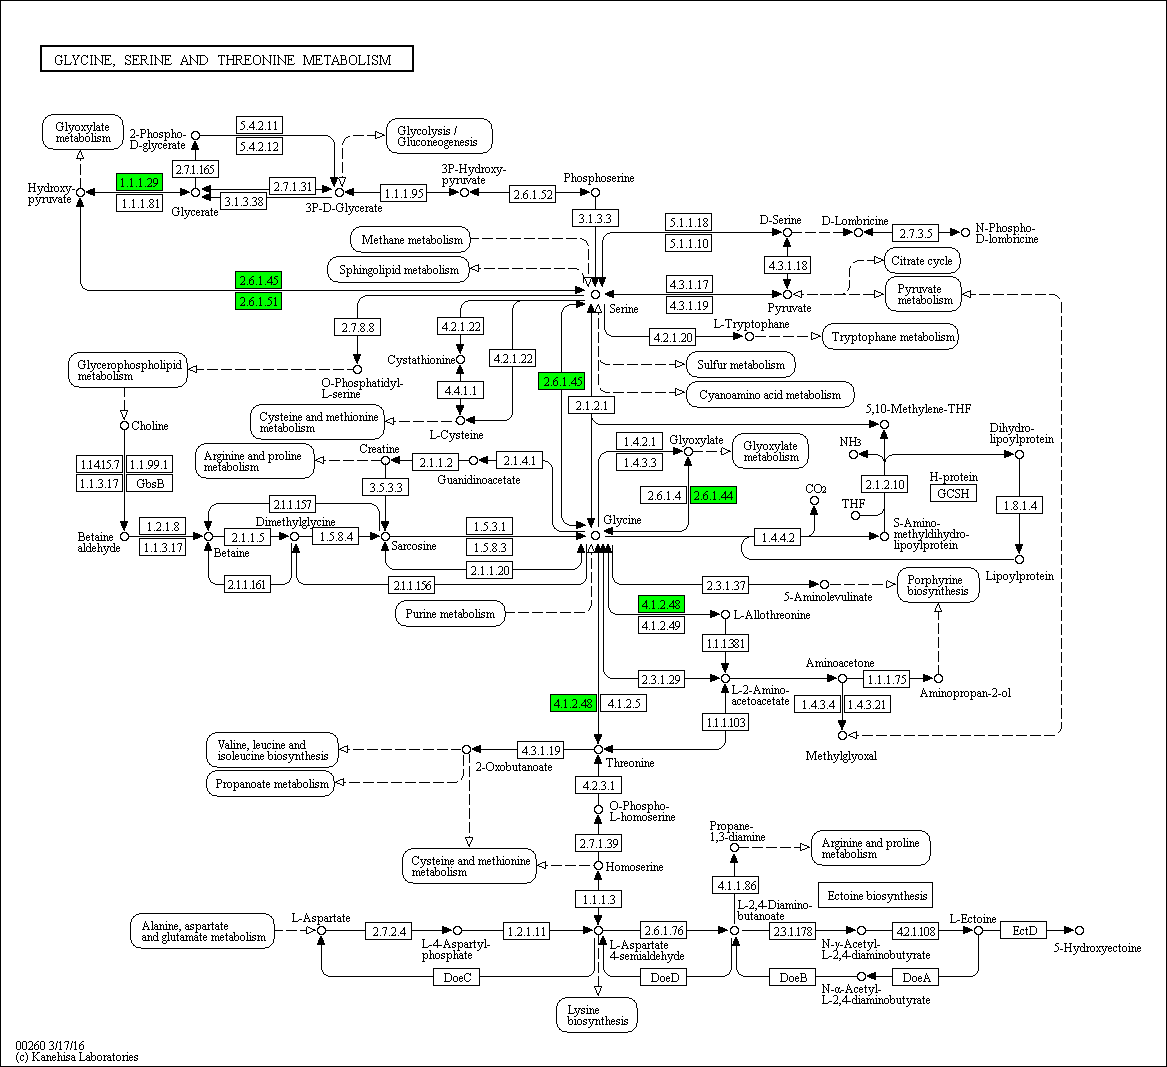 GLYCINE, SERINE AND THREONINE METABOLISM
Glyoxylate
metabolism
2-Phospho-
D-glycerate
5.4.2.11
5.4.2.12
Glycolysis /
Gluconeogenesis
2.7.1.165
3P-Hydroxy-
pyruvate
Phosphoserine
Hydroxy-
pyruvate
1.1.1.29
1.1.1.81
Glycerate
2.7.1.31
3.1.3.38
3P-D-Glycerate
1.1.1.95
2.6.1.52
3.1.3.3
5.1.1.18
5.1.1.10
D-Serine
D-Lombricine
2.7.3.5
N-Phospho-
D-lombricine
Methane metabolism
Sphingolipid metabolism
4.3.1.18
Citrate cycle
2.6.1.45
2.6.1.51
4.3.1.17
4.3.1.19
Pyruvate
Pyruvate
metabolism
Serine
2.7.8.8
4.2.1.22
4.2.1.22
4.2.1.20
L-Tryptophane
Tryptophane metabolism
Glycerophospholipid
metabolism
Cystathionine
Sulfur metabolism
O-Phosphatidyl-
L-serine
4.4.1.1
2.6.1.45
Cyanoamino acid metabolism
2.1.2.1
Choline
Cysteine and methionine
metabolism
L-Cysteine
5,10-Methylene-THF
Creatine
1.4.2.1
1.4.3.3
Glyoxylate
Glyoxylate
metabolism
NH3
Dihydro-
lipoylprotein
1.14.15.7
1.1.99.1
1.1.3.17
GbsB
Arginine and proline
metabolism
2.1.1.2
2.1.4.1
Guanidinoacetate
3.5.3.3
2.6.1.4
2.6.1.44
CO2
THF
2.1.2.10
H-protein
GCSH
1.8.1.4
2.1.1.157
Dimethylglycine
Betaine
aldehyde
1.2.1.8
1.1.3.17
2.1.1.5
Betaine
1.5.8.4
Sarcosine
1.5.3.1
1.5.8.3
2.1.1.20
Glycine
1.4.4.2
S-Amino-
methyldihydro-
lipoylprotein
Lipoylprotein
2.1.1.161
2.1.1.156
Purine metabolism
2.3.1.37
5-Aminolevulinate
Porphyrine
biosynthesis
4.1.2.48
4.1.2.49
L-Allothreonine
1.1.1.381
2.3.1.29
L-2-Amino-
acetoacetate
Aminoacetone
1.1.1.75
Aminopropan-2-ol
4.1.2.48
4.1.2.5
1.1.1.103
1.4.3.4
1.4.3.21
Methylglyoxal
Valine, leucine and
isoleucine biosynthesis
4.3.1.19
2-Oxobutanoate
Threonine
Propanoate metabolism
4.2.3.1
O-Phospho-
L-homoserine
2.7.1.39
Propane-
1,3-diamine
Arginine and proline
metabolism
Cysteine and methionine
metabolism
Homoserine
4.1.1.86
Ectoine biosynthesis
1.1.1.3
Alanine, aspartate
and glutamate metabolism
L-Aspartate
2.7.2.4
L-4-Aspartyl-
phosphate
1.2.1.11
L-Aspartate
4-semialdehyde
2.6.1.76
L-2,4-Diamino-
butanoate
2.3.1.178
N-γ-Acetyl-
L-2,4-diaminobutyrate
4.2.1.108
L-Ectoine
EctD
5-Hydroxyectoine
DoeC
DoeD
DoeB
DoeA
N-α-Acetyl-
L-2,4-diaminobutyrate
Lysine
biosynthesis
00260 3/17/16
(c) Kanehisa Laboratories